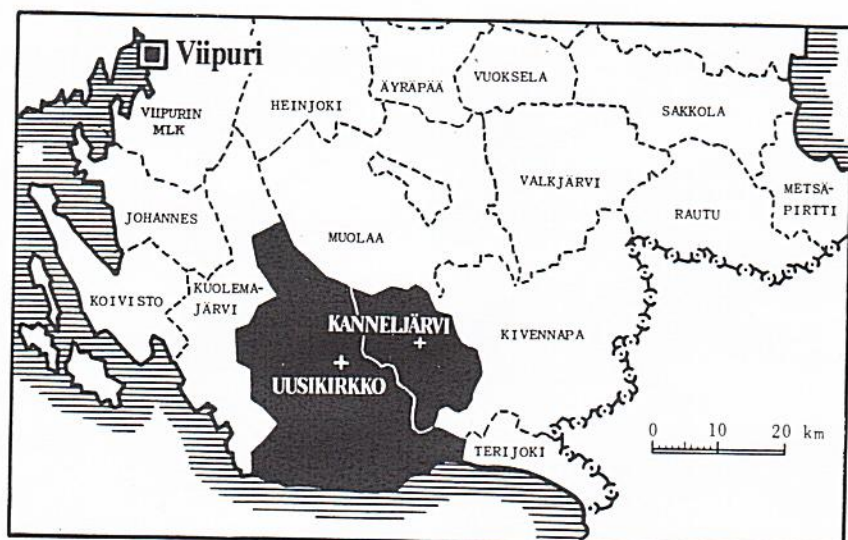 Viipuri
VIIPURIN
MLK
HEINJOKI
ÄYRÄPÄÄ
VUOKSELA
SAKKOLA
METSÄ-
PIRTTI
JOHANNES
MUOLAA
VALKJÄRVI
RAUTU
KOIVISTO
KUOLEMA-
JÄRVI
KANNELJÄRVI
KIVENNAPA
UUSIKIRKKO
TERIJOKI
0 10 20 km